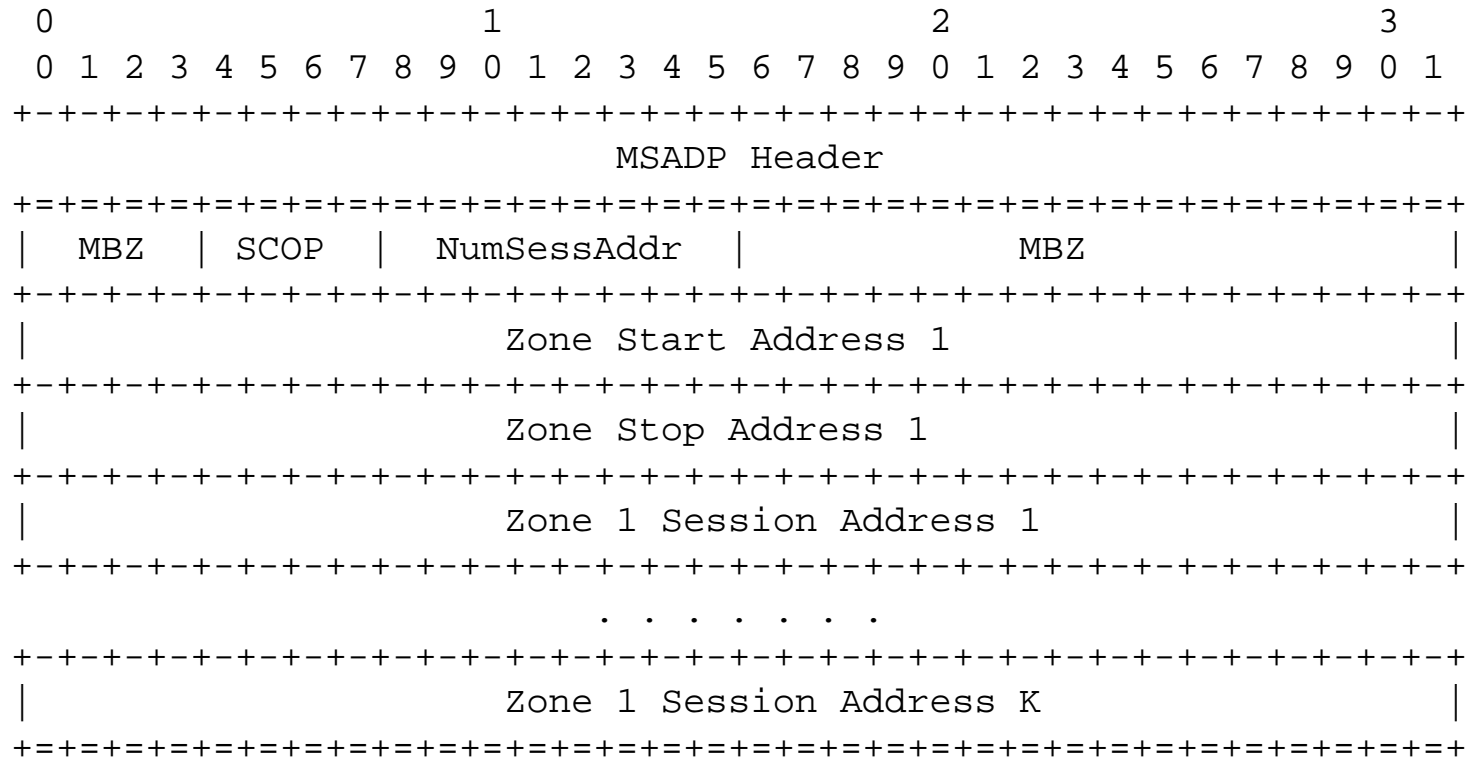 0                   1                   2                   3
0 1 2 3 4 5 6 7 8 9 0 1 2 3 4 5 6 7 8 9 0 1 2 3 4 5 6 7 8 9 0 1
+-+-+-+-+-+-+-+-+-+-+-+-+-+-+-+-+-+-+-+-+-+-+-+-+-+-+-+-+-+-+-+-+
MSADP Header
+=+=+=+=+=+=+=+=+=+=+=+=+=+=+=+=+=+=+=+=+=+=+=+=+=+=+=+=+=+=+=+=+
|  MBZ  | SCOP  |  NumSessAddr  |            MBZ                |
+-+-+-+-+-+-+-+-+-+-+-+-+-+-+-+-+-+-+-+-+-+-+-+-+-+-+-+-+-+-+-+-+
|                     Zone Start Address 1                      |
+-+-+-+-+-+-+-+-+-+-+-+-+-+-+-+-+-+-+-+-+-+-+-+-+-+-+-+-+-+-+-+-+
|                     Zone Stop Address 1                       |
+-+-+-+-+-+-+-+-+-+-+-+-+-+-+-+-+-+-+-+-+-+-+-+-+-+-+-+-+-+-+-+-+
|                     Zone 1 Session Address 1                  |
+-+-+-+-+-+-+-+-+-+-+-+-+-+-+-+-+-+-+-+-+-+-+-+-+-+-+-+-+-+-+-+-+
. . . . . . .
+-+-+-+-+-+-+-+-+-+-+-+-+-+-+-+-+-+-+-+-+-+-+-+-+-+-+-+-+-+-+-+-+
|                     Zone 1 Session Address K                  |
+=+=+=+=+=+=+=+=+=+=+=+=+=+=+=+=+=+=+=+=+=+=+=+=+=+=+=+=+=+=+=+=+